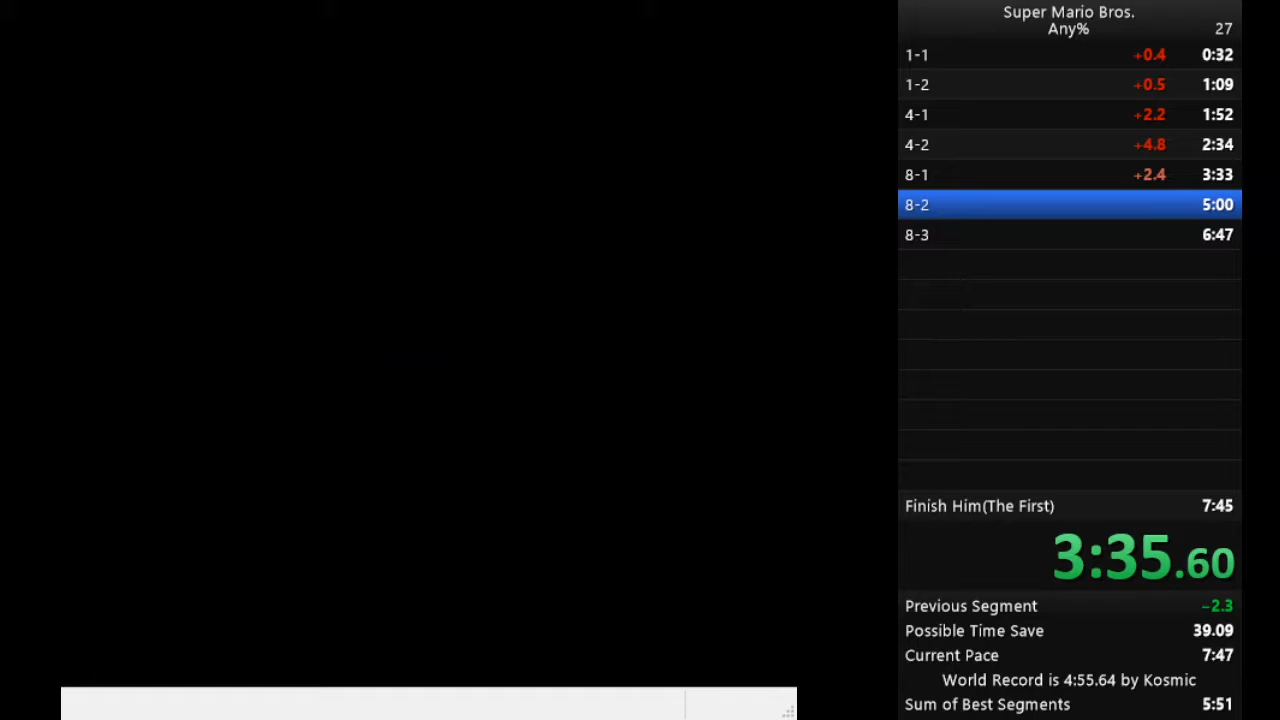 Super Mario Bros.
Any% 27
1-1 +0.4 0:32
1-2 +0.5 1:09
4-1 +2.2 1:52
4-2 +4.8 2:34
8-1 +2.4 3:33
8-2 5:00
8-3 6:47
Finish Him(The First) 7:45
3:35.60
Previous Segment −2.3
Possible Time Save 39.09
Current Pace 7:47
World Record is 4:55.64 by Kosmic
Sum of Best Segments 5:51